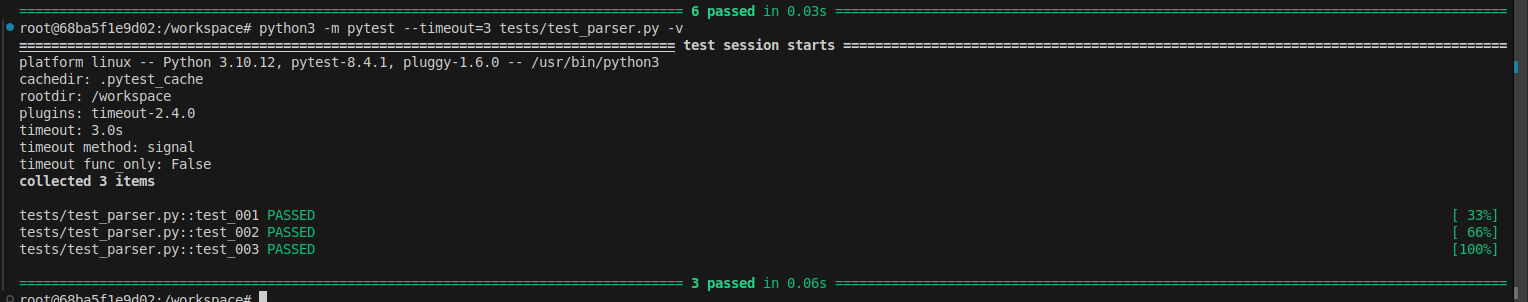 ============================== 6 passed in 0.03s ==============================
root@68ba5f1e9d02:/workspace# python3 -m pytest --timeout=3 tests/test_parser.py -v
============================== test session starts ==============================
platform linux -- Python 3.10.12, pytest-8.4.1, pluggy-1.6.0 -- /usr/bin/python3
cachedir: .pytest_cache
rootdir: /workspace
plugins: timeout-2.4.0
timeout: 3.0s
timeout method: signal
timeout func_only: False
collected 3 items
tests/test_parser.py::test_001 PASSED [ 33%]
tests/test_parser.py::test_002 PASSED [ 66%]
tests/test_parser.py::test_003 PASSED [100%]
============================== 3 passed in 0.06s ==============================
root@68ba5f1e9d02:/workspace#